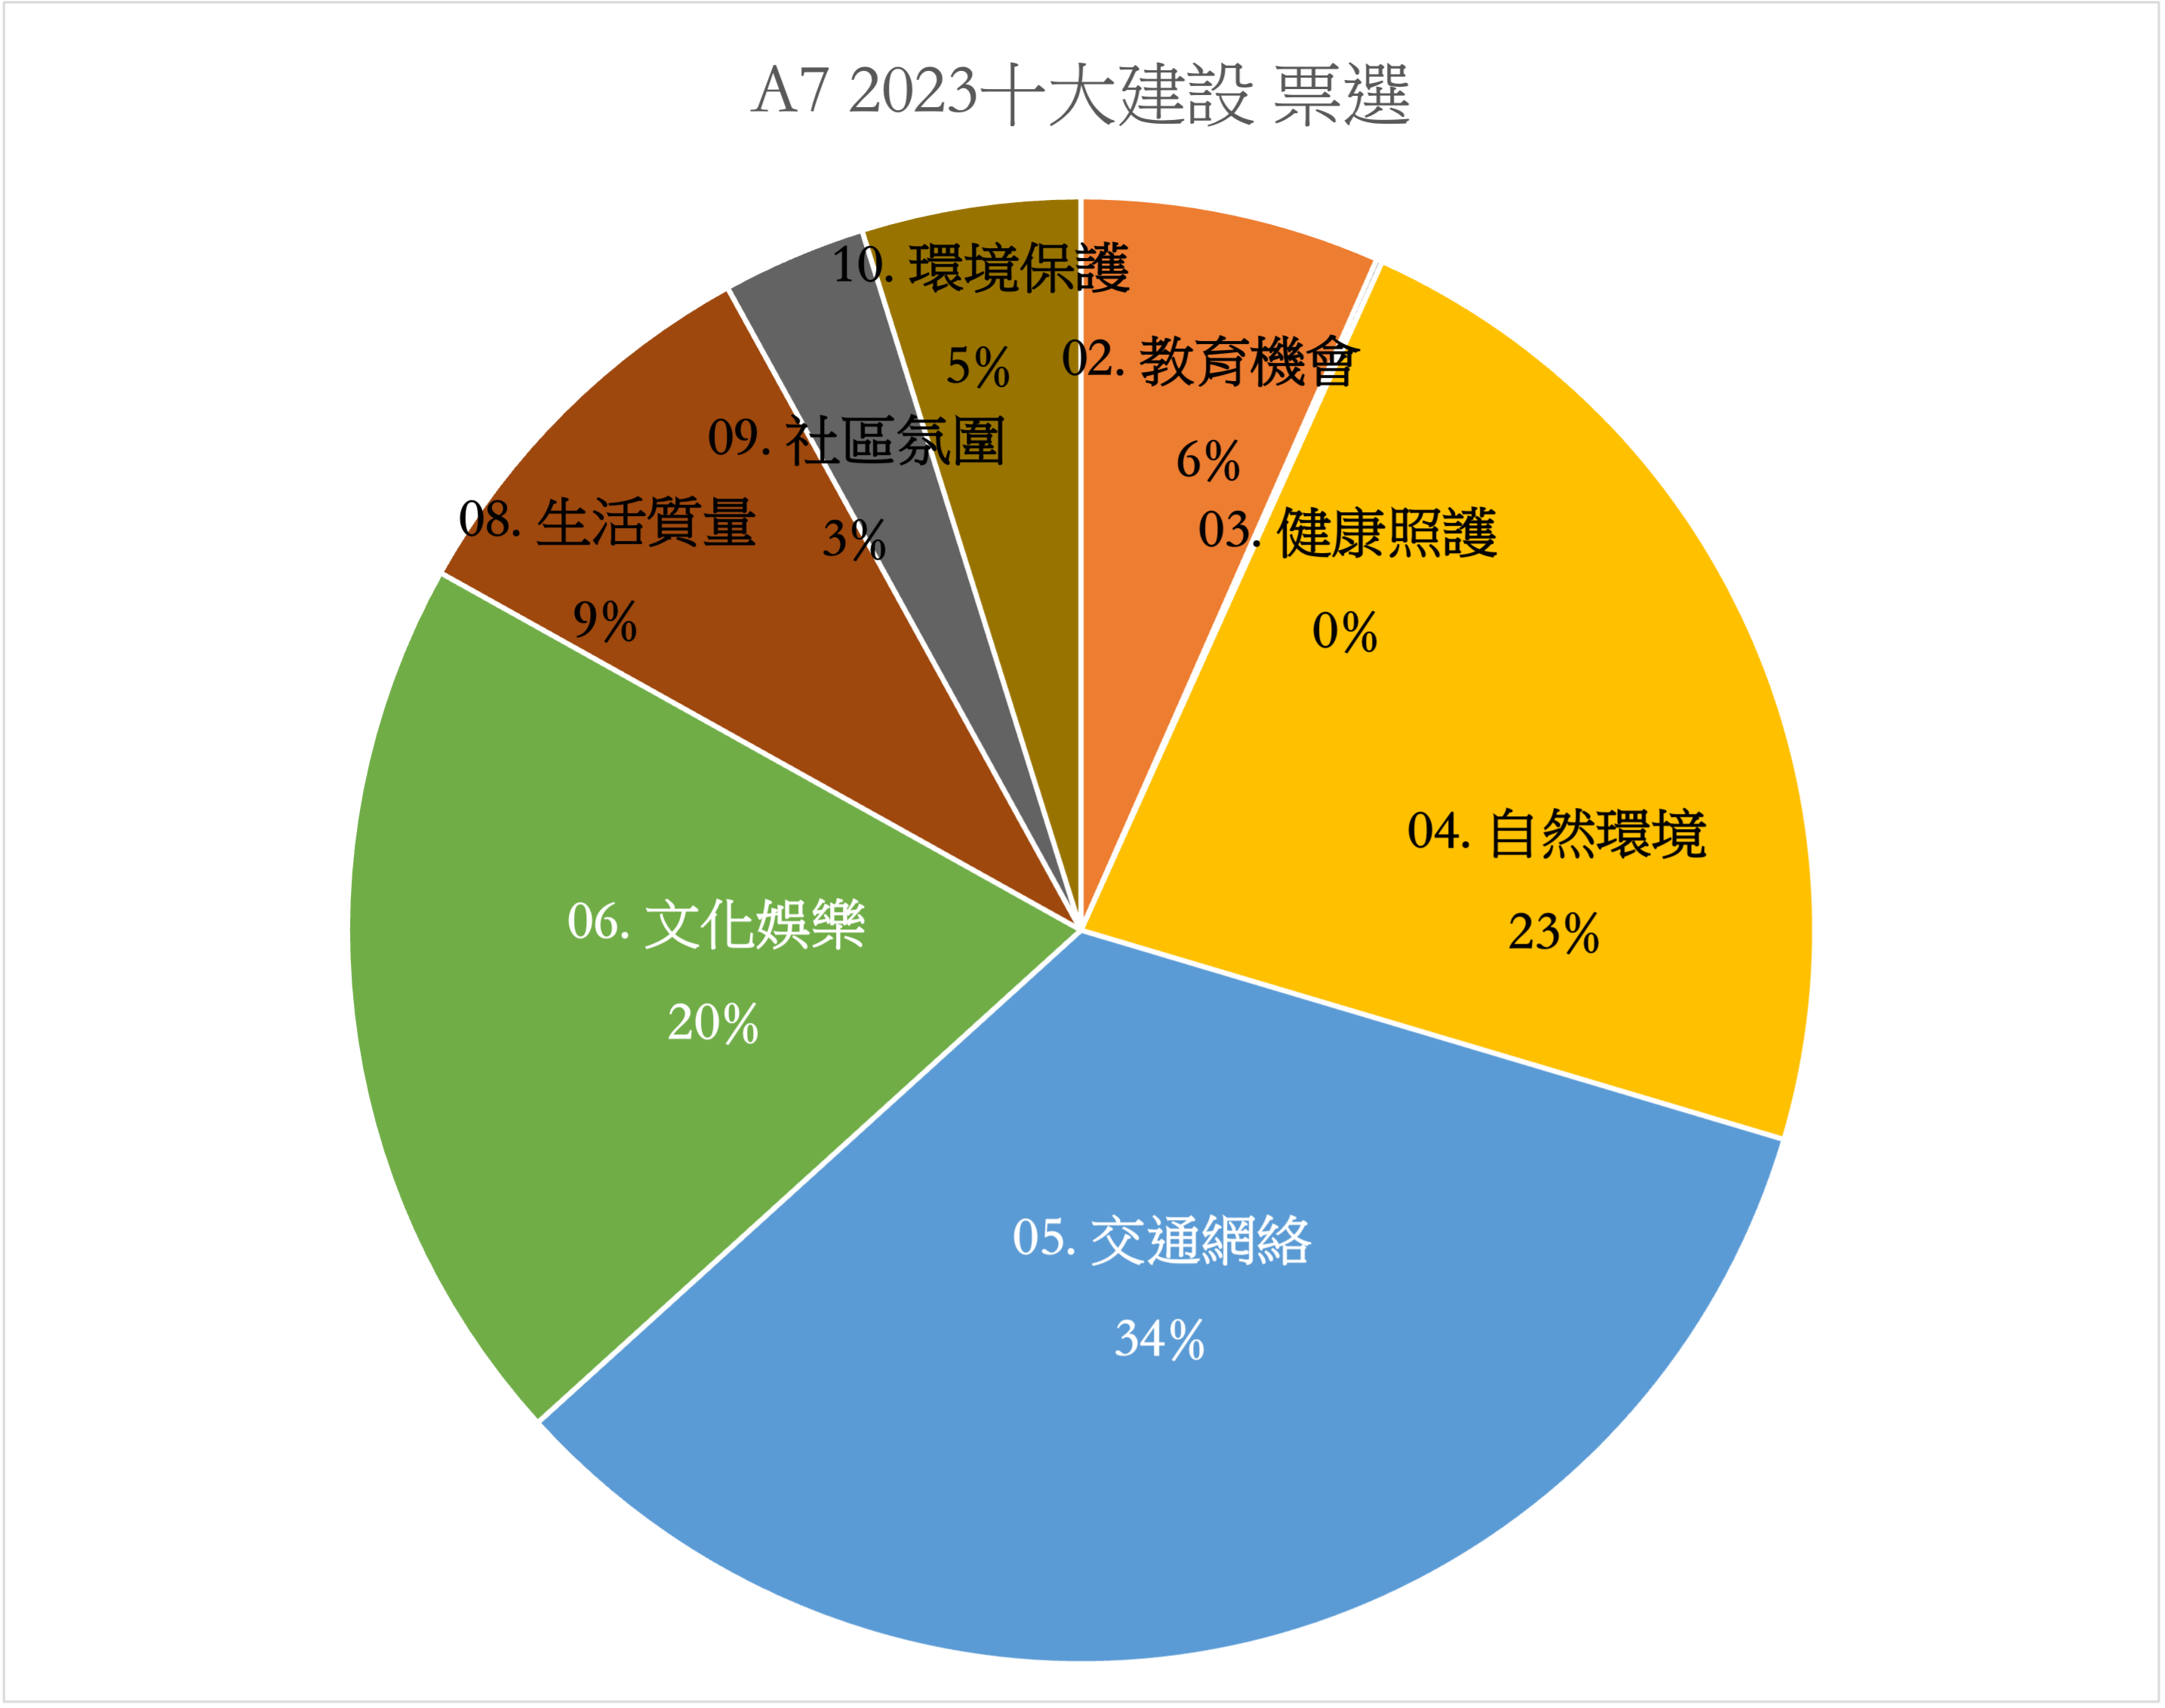 A7 2023十大建設 票選
10. 環境保護
5%
02. 教育機會
6%
09. 社區氛圍
3%
08. 生活質量
9%
03. 健康照護
0%
04. 自然環境
23%
06. 文化娛樂
20%
05. 交通網絡
34%